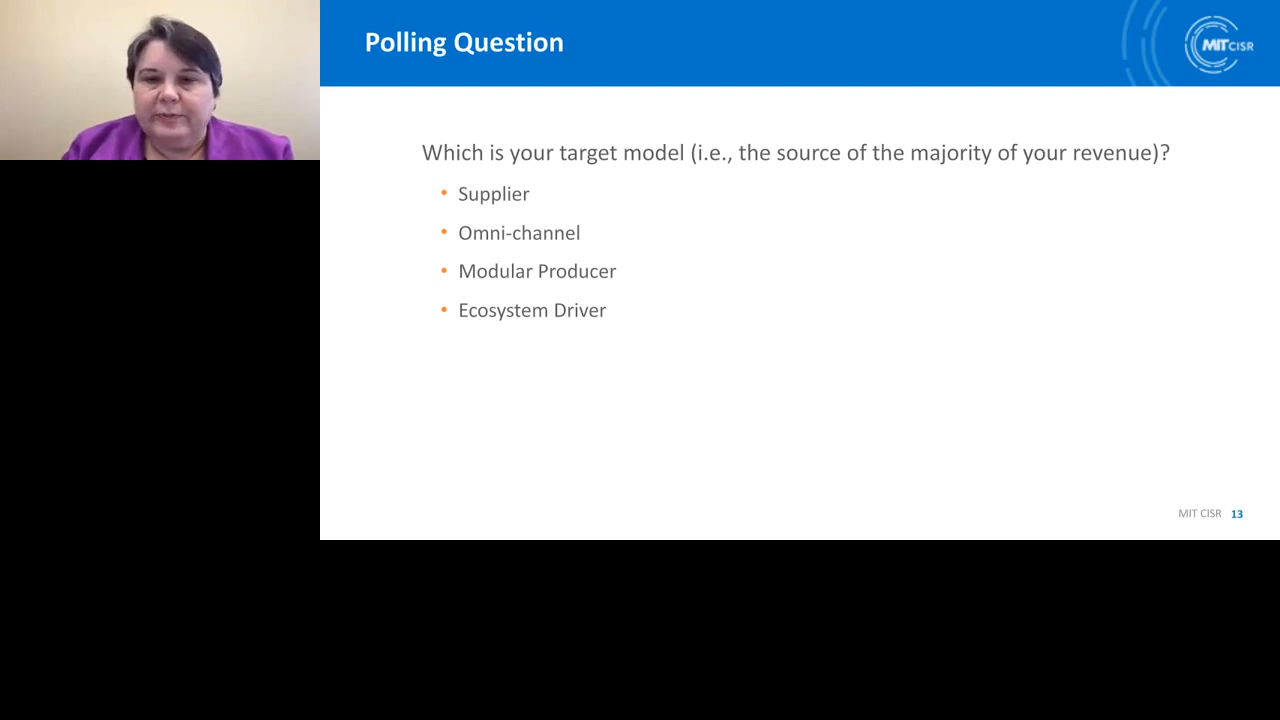 Polling Question
MIT CISR
Which is your target model (i.e., the source of the majority of your revenue)?
• Supplier
• Omni-channel
• Modular Producer
• Ecosystem Driver
MIT CISR 13